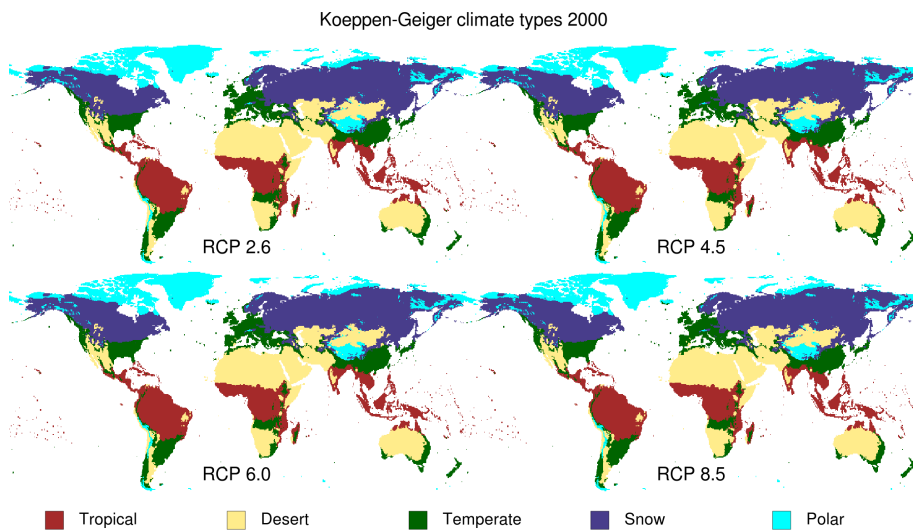 Koeppen-Geiger climate types 2000
RCP 2.6
RCP 4.5
RCP 6.0
RCP 8.5
Tropical
Desert
Temperate
Snow
Polar